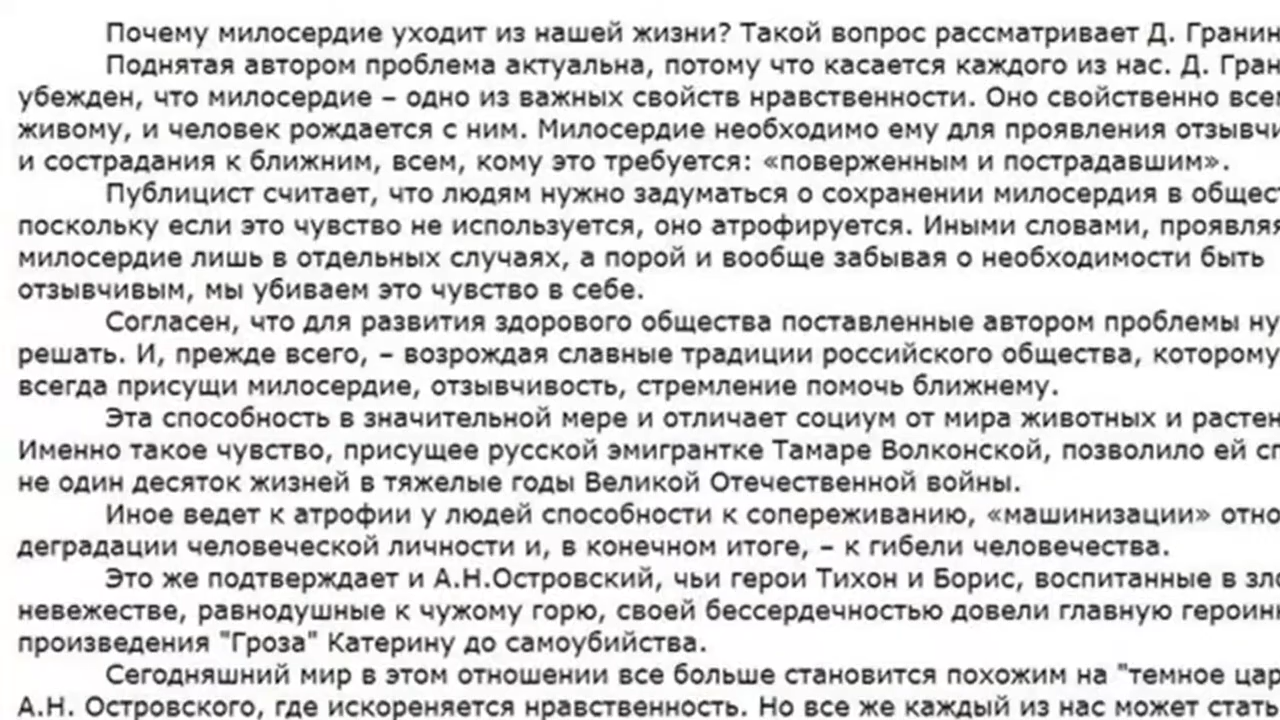 Почему милосердие уходит из нашей жизни? Такой вопрос рассматривает Д. Гранин
Поднятая автором проблема актуальна, потому что касается каждого из нас. Д. Гран
убежден, что милосердие – одно из важных свойств нравственности. Оно свойственно все
живому, и человек рождается с ним. Милосердие необходимо ему для проявления отзывчи
и сострадания к ближним, всем, кому это требуется: «поверженным и пострадавшим».
Публицист считает, что людям нужно задуматься о сохранении милосердия в общес
поскольку если это чувство не используется, оно атрофируется. Иными словами, проявляя
милосердие лишь в отдельных случаях, а порой и вообще забывая о необходимости быть
отзывчивым, мы убиваем это чувство в себе.
Согласен, что для развития здорового общества поставленные автором проблемы ну
решать. И, прежде всего, – возрождая славные традиции российского общества, которому
всегда присущи милосердие, отзывчивость, стремление помочь ближнему.
Эта способность в значительной мере и отличает социум от мира животных и растен
Именно такое чувство, присущее русской эмигрантке Тамаре Волконской, позволило ей сп
не один десяток жизней в тяжелые годы Великой Отечественной войны.
Иное ведет к атрофии у людей способности к сопереживанию, «машинизации» отно
деградации человеческой личности и, в конечном итоге, – к гибели человечества.
Это же подтверждает и А.Н.Островский, чьи герои Тихон и Борис, воспитанные в зло
невежестве, равнодушные к чужому горю, своей бессердечностью довели главную героин
произведения "Гроза" Катерину до самоубийства.
Сегодняшний мир в этом отношении все больше становится похожим на "темное цар
А.Н. Островского, где искореняется нравственность. Но все же каждый из нас может стать